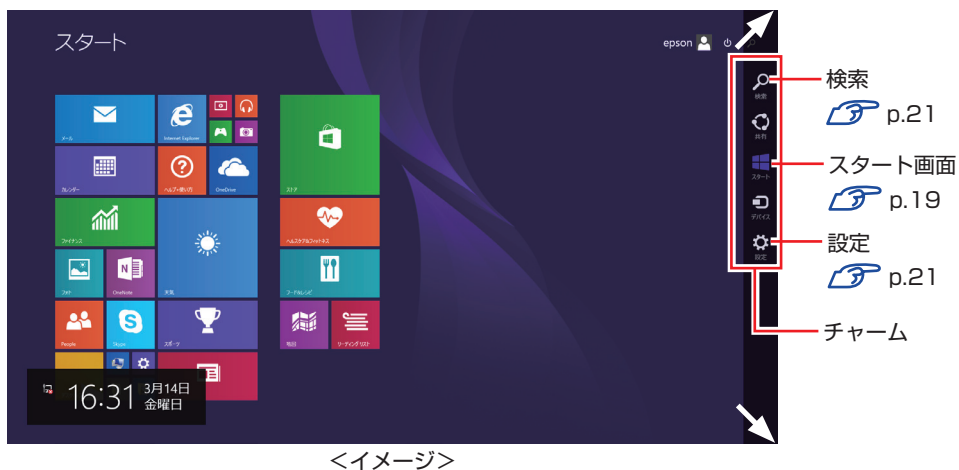 スタート
epson
メール
Internet Explorer
カレンダー
ヘルプ+使い方
OneDrive
ストア
ファイナンス
天気
ヘルスケア&フィットネス
フォト
OneNote
フード&レシピ
People
Skype
スポーツ
地図
リーディング リスト
16:31
3月14日
金曜日
検索
共有
スタート
デバイス
設定
検索
p.21
スタート画面
p.19
設定
p.21
チャーム
<イメージ>